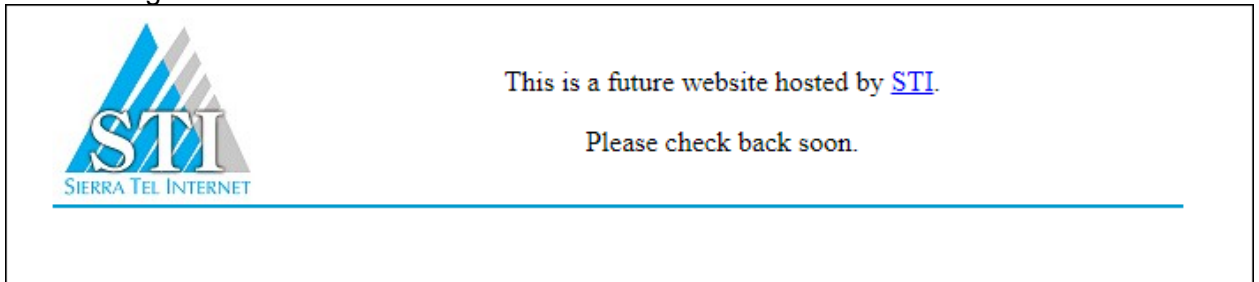 This is a future website hosted by STI.
Please check back soon.
STI
SIERRA TEL INTERNET